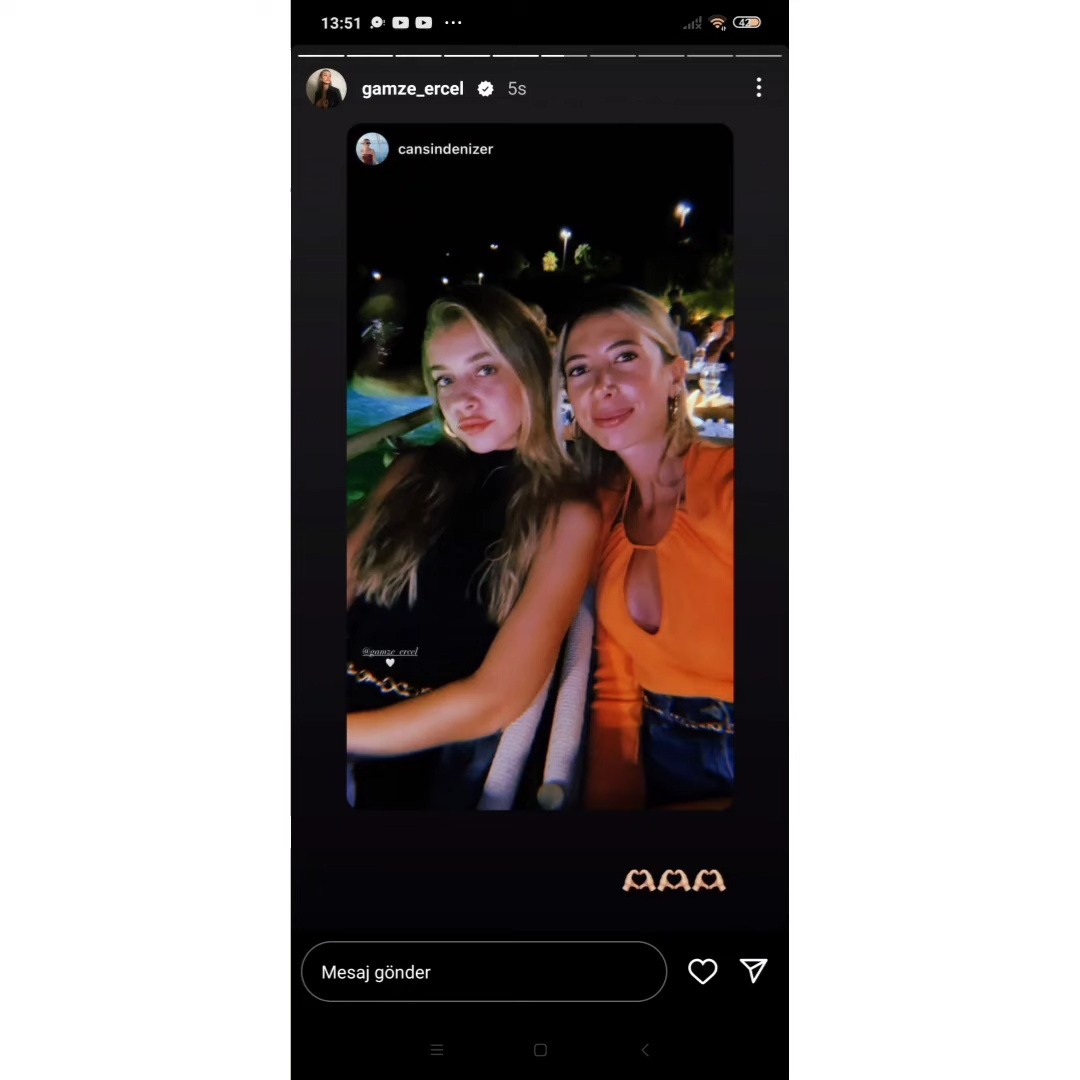 13:51
42
gamze_ercel 5s
cansindenizer
@gamze_ercel
Mesaj gönder